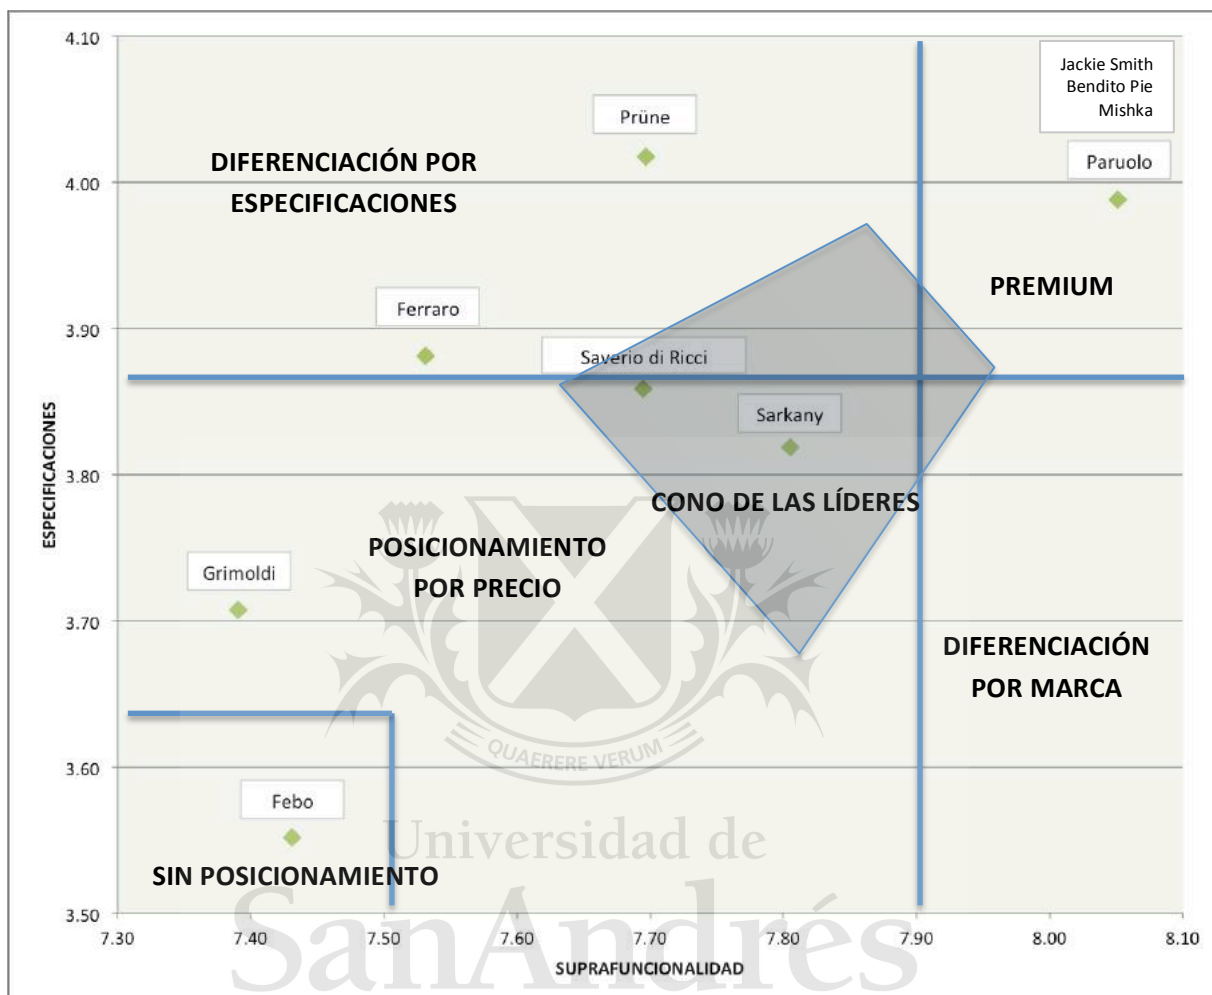 4.10
4.00
3.90
3.80
3.70
3.60
3.50
ESPECIFICACIONES
Jackie Smith
Bendito Pie
Mishka
Prüne
Paruolo
DIFERENCIACIÓN POR
ESPECIFICACIONES
PREMIUM
Ferraro
Saverio di Ricci
Sarkany
CONO DE LAS LÍDERES
POSICIONAMIENTO
POR PRECIO
Grimoldi
DIFERENCIACIÓN
POR MARCA
QUAERERE VERUM
Febo
Universidad de
SIN POSICIONAMIENTO
SanAndrés
7.30 7.40 7.50 7.60 7.70 7.80 7.90 8.00 8.10
SUPRAFUNCIONALIDAD